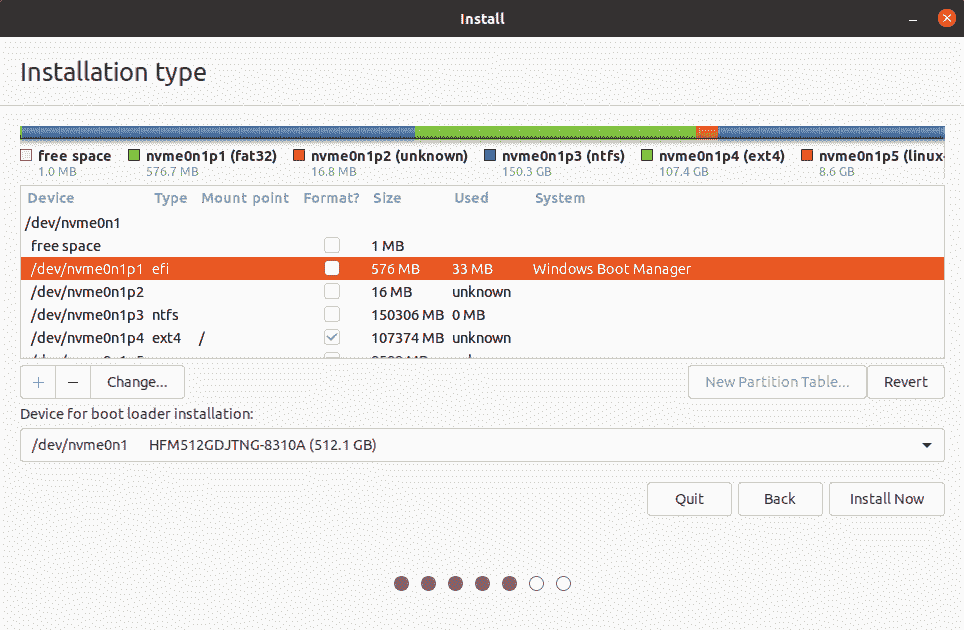 Install
Installation type
free space nvme0n1p1 (fat32) nvme0n1p2 (unknown) nvme0n1p3 (ntfs) nvme0n1p4 (ext4) nvme0n1p5 (linux-
1.0 MB 576.7 MB 16.8 MB 150.3 GB 107.4 GB 8.6 GB
Device Type Mount point Format? Size Used System
/dev/nvme0n1
free space 1 MB
/dev/nvme0n1p1 efi 576 MB 33 MB Windows Boot Manager
/dev/nvme0n1p2 16 MB unknown
/dev/nvme0n1p3 ntfs 150306 MB 0 MB
/dev/nvme0n1p4 ext4 / 107374 MB unknown
+ − Change... New Partition Table... Revert
Device for boot loader installation:
/dev/nvme0n1 HFM512GDJTNG-8310A (512.1 GB)
Quit Back Install Now